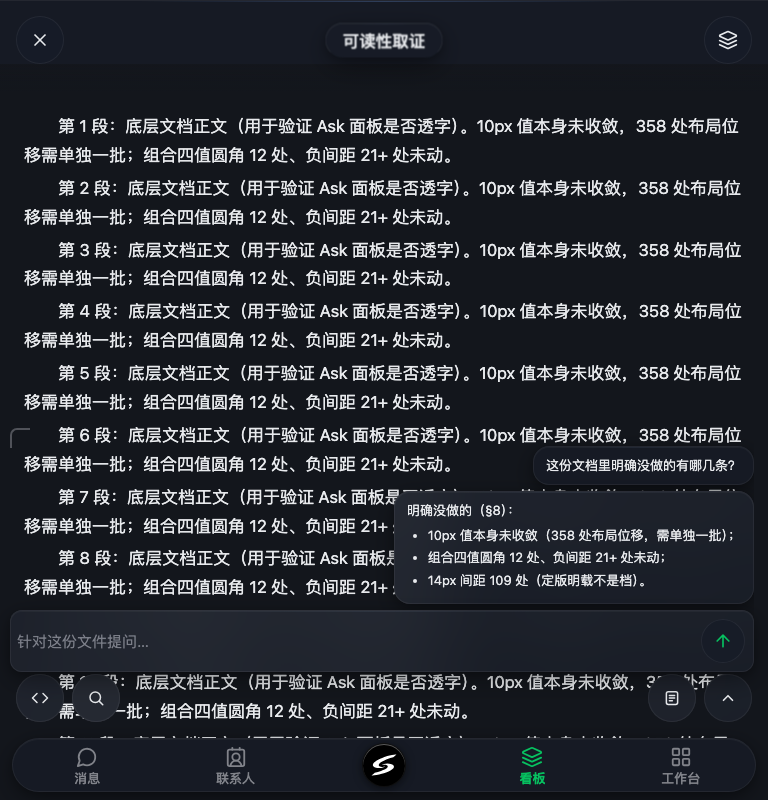 可读性取证
第 1 段：底层文档正文（用于验证 Ask 面板是否透字）。10px 值本身未收敛，358 处布局位
移需单独一批；组合四值圆角 12 处、负间距 21+ 处未动。
第 2 段：底层文档正文（用于验证 Ask 面板是否透字）。10px 值本身未收敛，358 处布局位
移需单独一批；组合四值圆角 12 处、负间距 21+ 处未动。
第 3 段：底层文档正文（用于验证 Ask 面板是否透字）。10px 值本身未收敛，358 处布局位
移需单独一批；组合四值圆角 12 处、负间距 21+ 处未动。
第 4 段：底层文档正文（用于验证 Ask 面板是否透字）。10px 值本身未收敛，358 处布局位
移需单独一批；组合四值圆角 12 处、负间距 21+ 处未动。
第 5 段：底层文档正文（用于验证 Ask 面板是否透字）。10px 值本身未收敛，358 处布局位
移需单独一批；组合四值圆角 12 处、负间距 21+ 处未动。
第 6 段：底层文档正文（用于验证 Ask 面板是否透字）。10px 值本身未收敛，358 处布局位
移需单独一批；组合四值圆角 12 处、负间距 21+ 处未动。
这份文档里明确没做的有哪几条？
第 7 段：底层文档正文（用于验证 Ask 面板
移需单独一批；组合四值圆角 12 处、负间距 21+
第 8 段：底层文档正文（用于验证 Ask 面板
移需单独一批；组合四值圆角 12 处、负间距 21+
明确没做的（§8）：
• 10px 值本身未收敛（358 处布局位移，需单独一批）；
• 组合四值圆角 12 处、负间距 21+ 处未动；
• 14px 间距 109 处（定版明载不是档）。
针对这份文件提问...
段：底层文档正文（用于验证 Ask 面板是否透字）。10px 值本身未收敛，
一批；组合四值圆角 12 处、负间距 21+ 处未动。
消息
联系人
看板
工作台